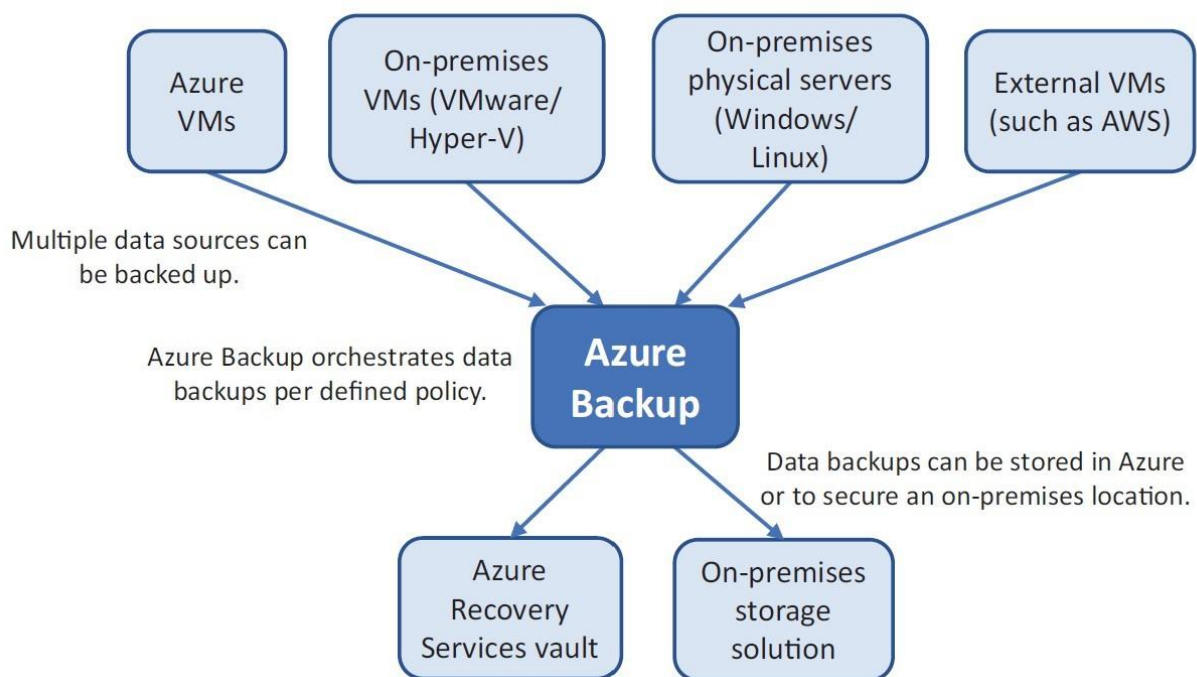 Azure
VMs
On-premises
VMs (VMware/
Hyper-V)
On-premises
physical servers
(Windows/
Linux)
External VMs
(such as AWS)
Multiple data sources can
be backed up.
Azure Backup orchestrates data
backups per defined policy.
Azure
Backup
Data backups can be stored in Azure
or to secure an on-premises location.
Azure
Recovery
Services vault
On-premises
storage
solution